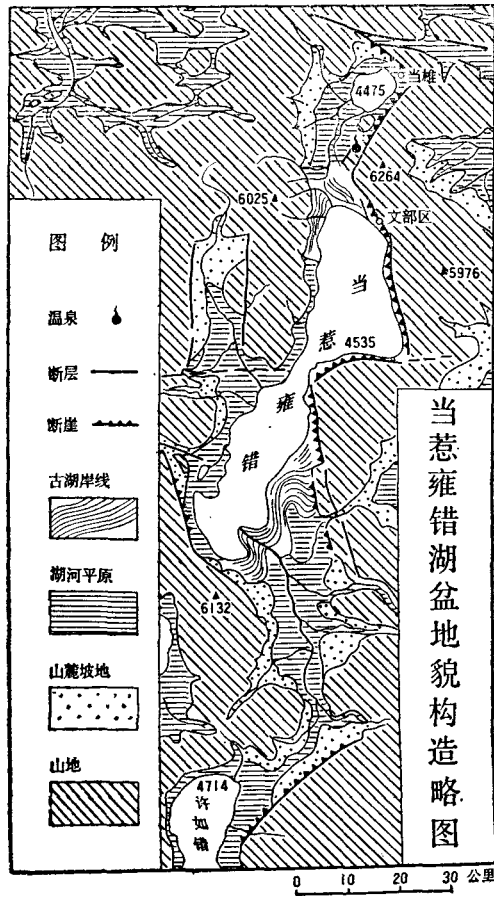 当雄
4475
6264
6025
文部区
5976
当
惹
4535
雍
错
6132
4714
许如错
图 例
温泉
断层
断崖
古湖岸线
湖河平原
山麓坡地
山地
当惹雍错湖盆地貌构造略图
0 10 20 30 公里